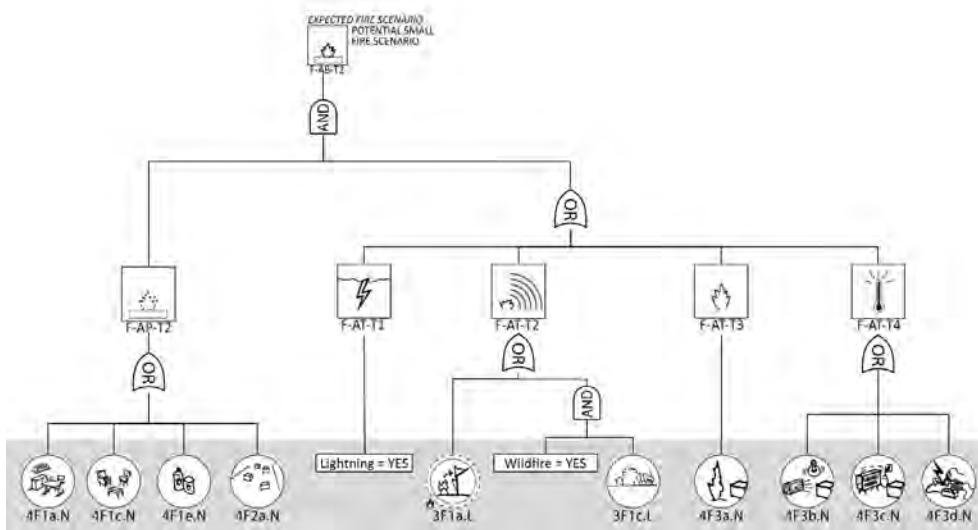 EXPECTED FIRE SCENARIO
POTENTIAL SMALL
FIRE SCENARIO
F-AB-T2
AND
OR
F-AP-T2
F-AT-T1
F-AT-T2
F-AT-T3
F-AT-T4
OR
OR
OR
AND
Lightning = YES
Wildfire = YES
4F1a.N
4F1c.N
4F1e.N
4F2a.N
3F1a.L
3F1c.L
4F3a.N
4F3b.N
4F3c.N
4F3d.N